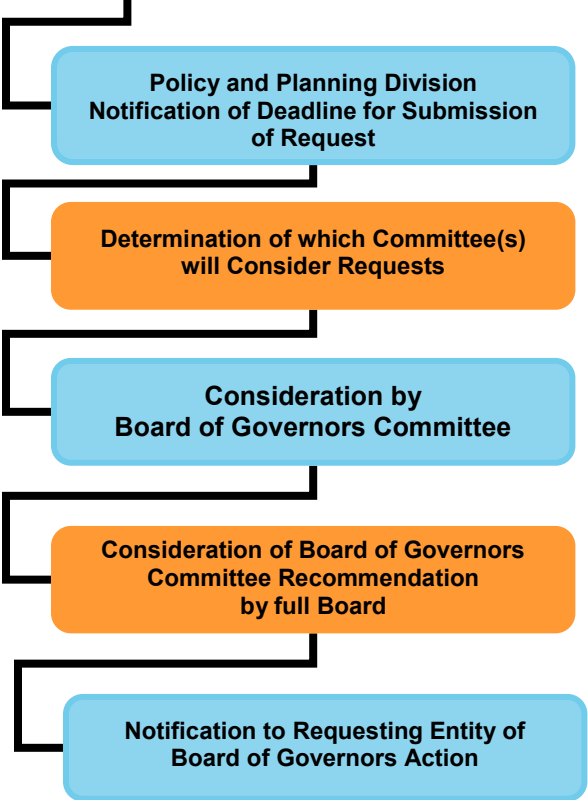 Policy and Planning Division
Notification of Deadline for Submission
of Request
Determination of which Committee(s)
will Consider Requests
Consideration by
Board of Governors Committee
Consideration of Board of Governors
Committee Recommendation
by full Board
Notification to Requesting Entity of
Board of Governors Action